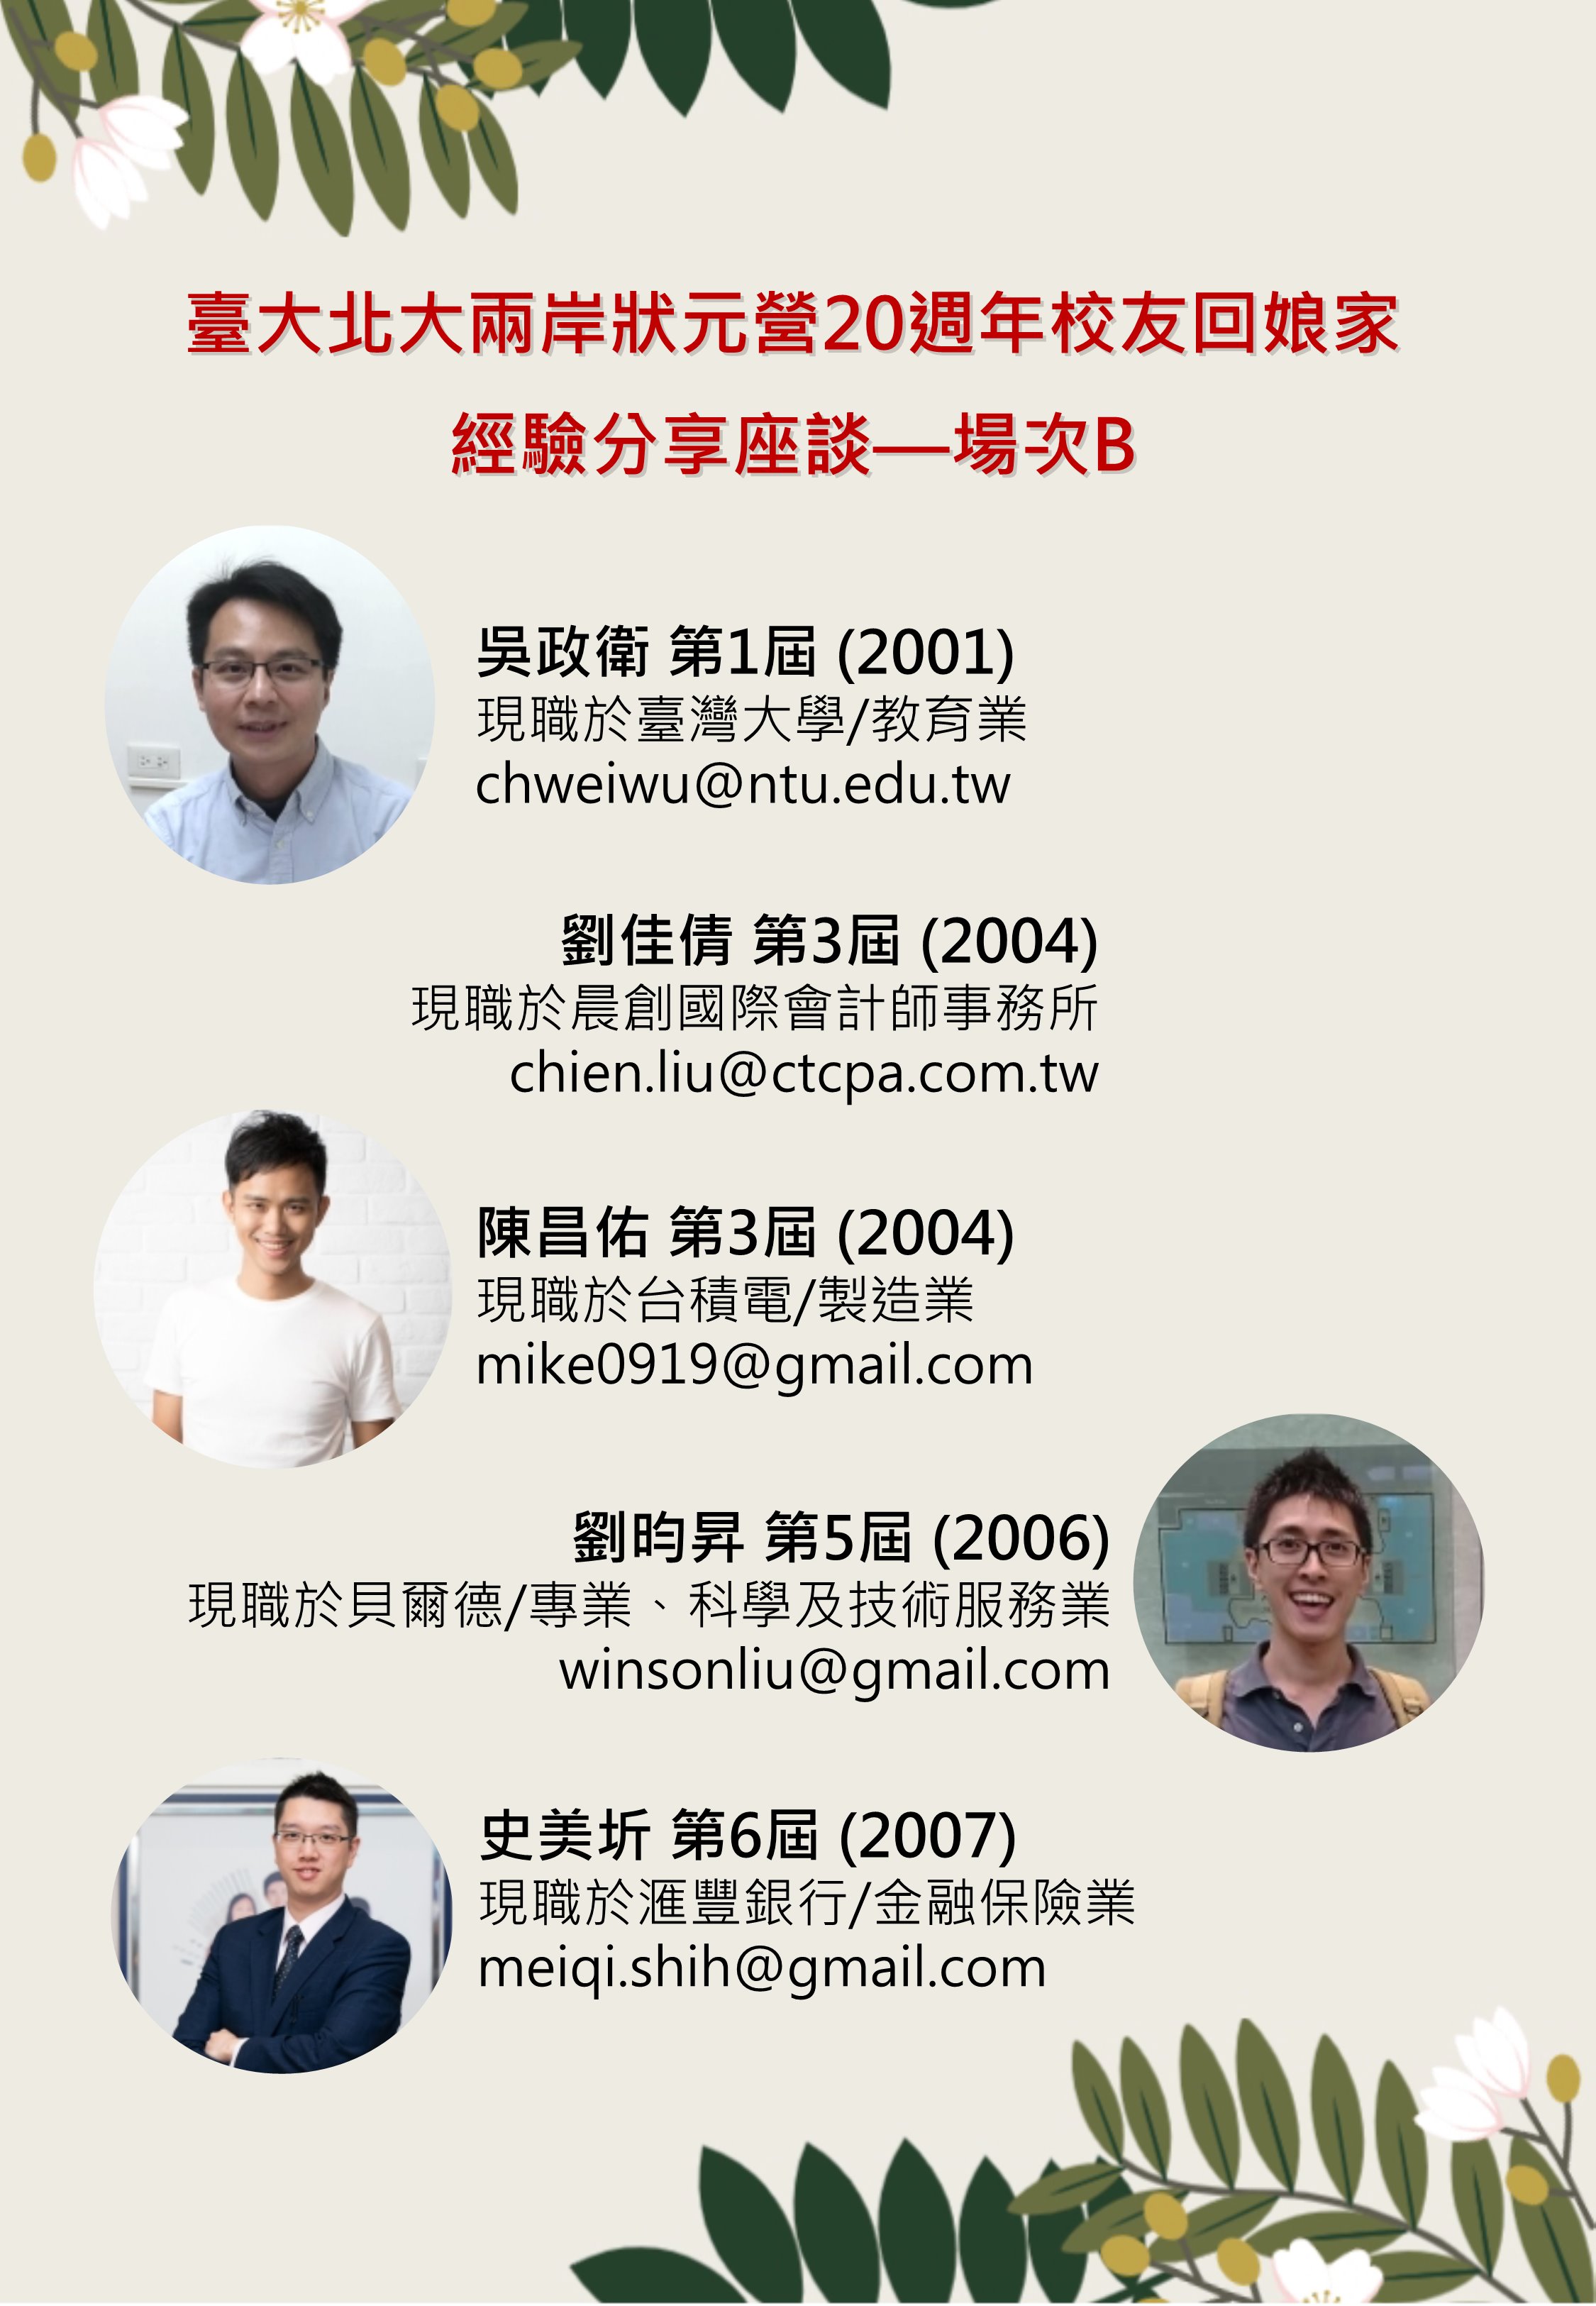 臺大北大兩岸狀元營20週年校友回娘家
經驗分享座談—場次B
吳政衛 第1屆 (2001)
現職於臺灣大學/教育業
chweiwu@ntu.edu.tw
劉佳倩 第3屆 (2004)
現職於晨創國際會計師事務所
chien.liu@ctcpa.com.tw
陳昌佑 第3屆 (2004)
現職於台積電/製造業
mike0919@gmail.com
劉昀昇 第5屆 (2006)
現職於貝爾德/專業、科學及技術服務業
winsonliu@gmail.com
史美圻 第6屆 (2007)
現職於滙豐銀行/金融保險業
meiqi.shih@gmail.com